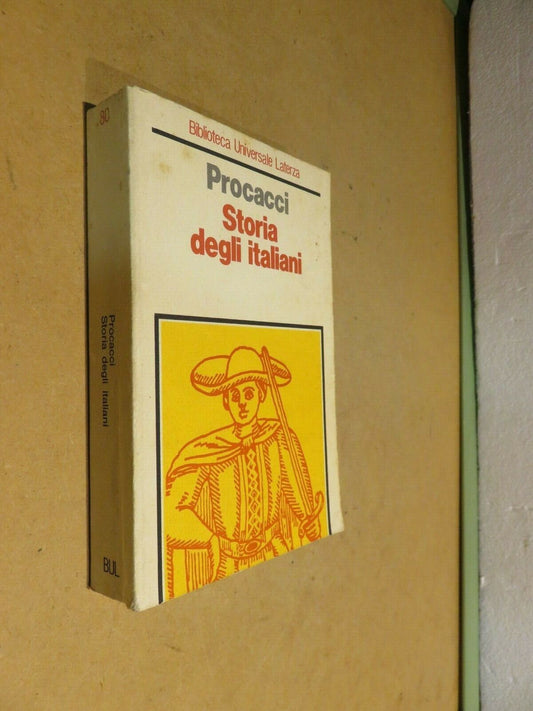 80
Biblioteca Universale Laterza
Procacci
Storia
degli italiani
Procacci
Storia degli italiani
BUL